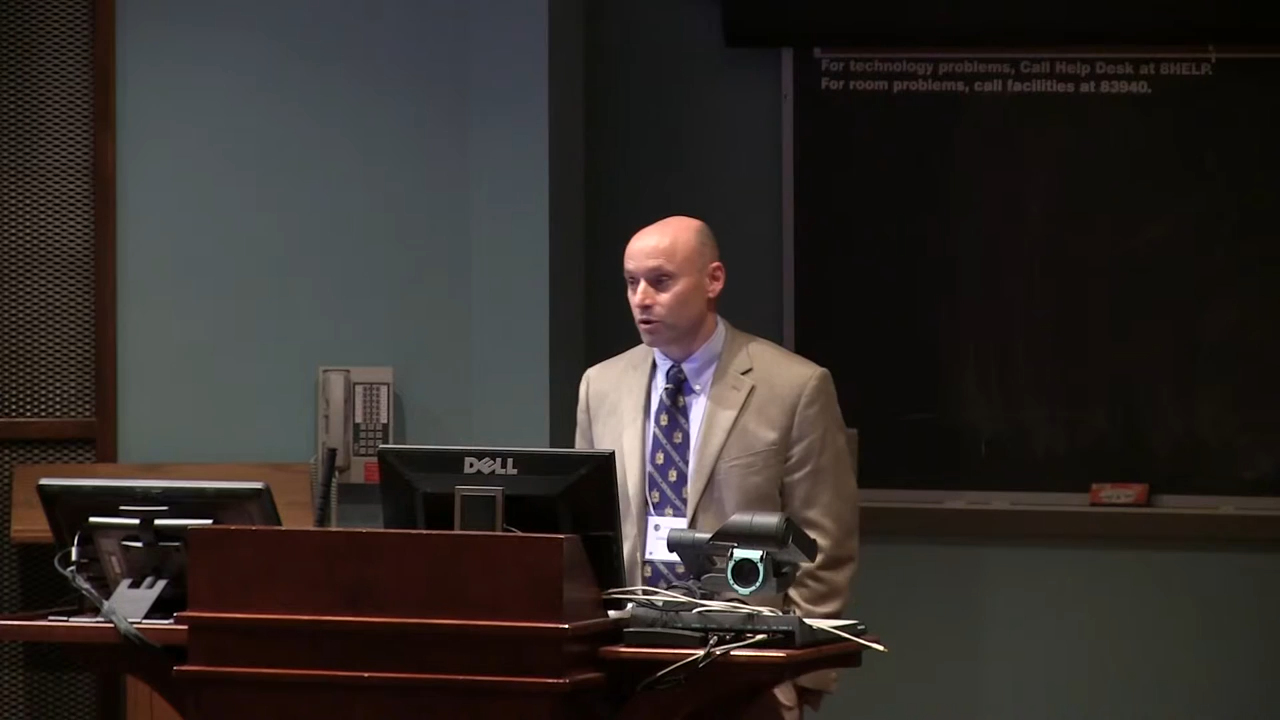 For technology problems, Call Help Desk at 8HELP.
For room problems, call facilities at 83940.
DELL